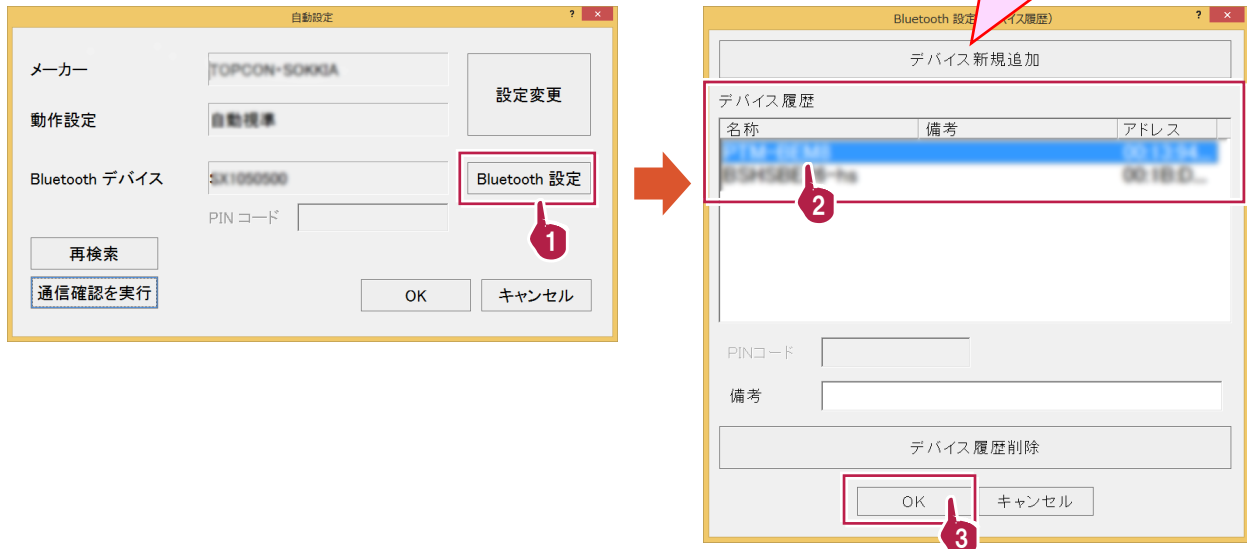 自動設定
?
×
メーカー
TOPCON-SOKKIA
設定変更
動作設定
自動視準
Bluetooth デバイス
SX1050500
Bluetooth 設定
PIN コード
1
再検索
通信確認を実行
OK
キャンセル
Bluetooth 設定
イス履歴）
?
×
デバイス新規追加
デバイス履歴
名称
備考
アドレス
2
PINコード
備考
デバイス履歴削除
OK
キャンセル
3